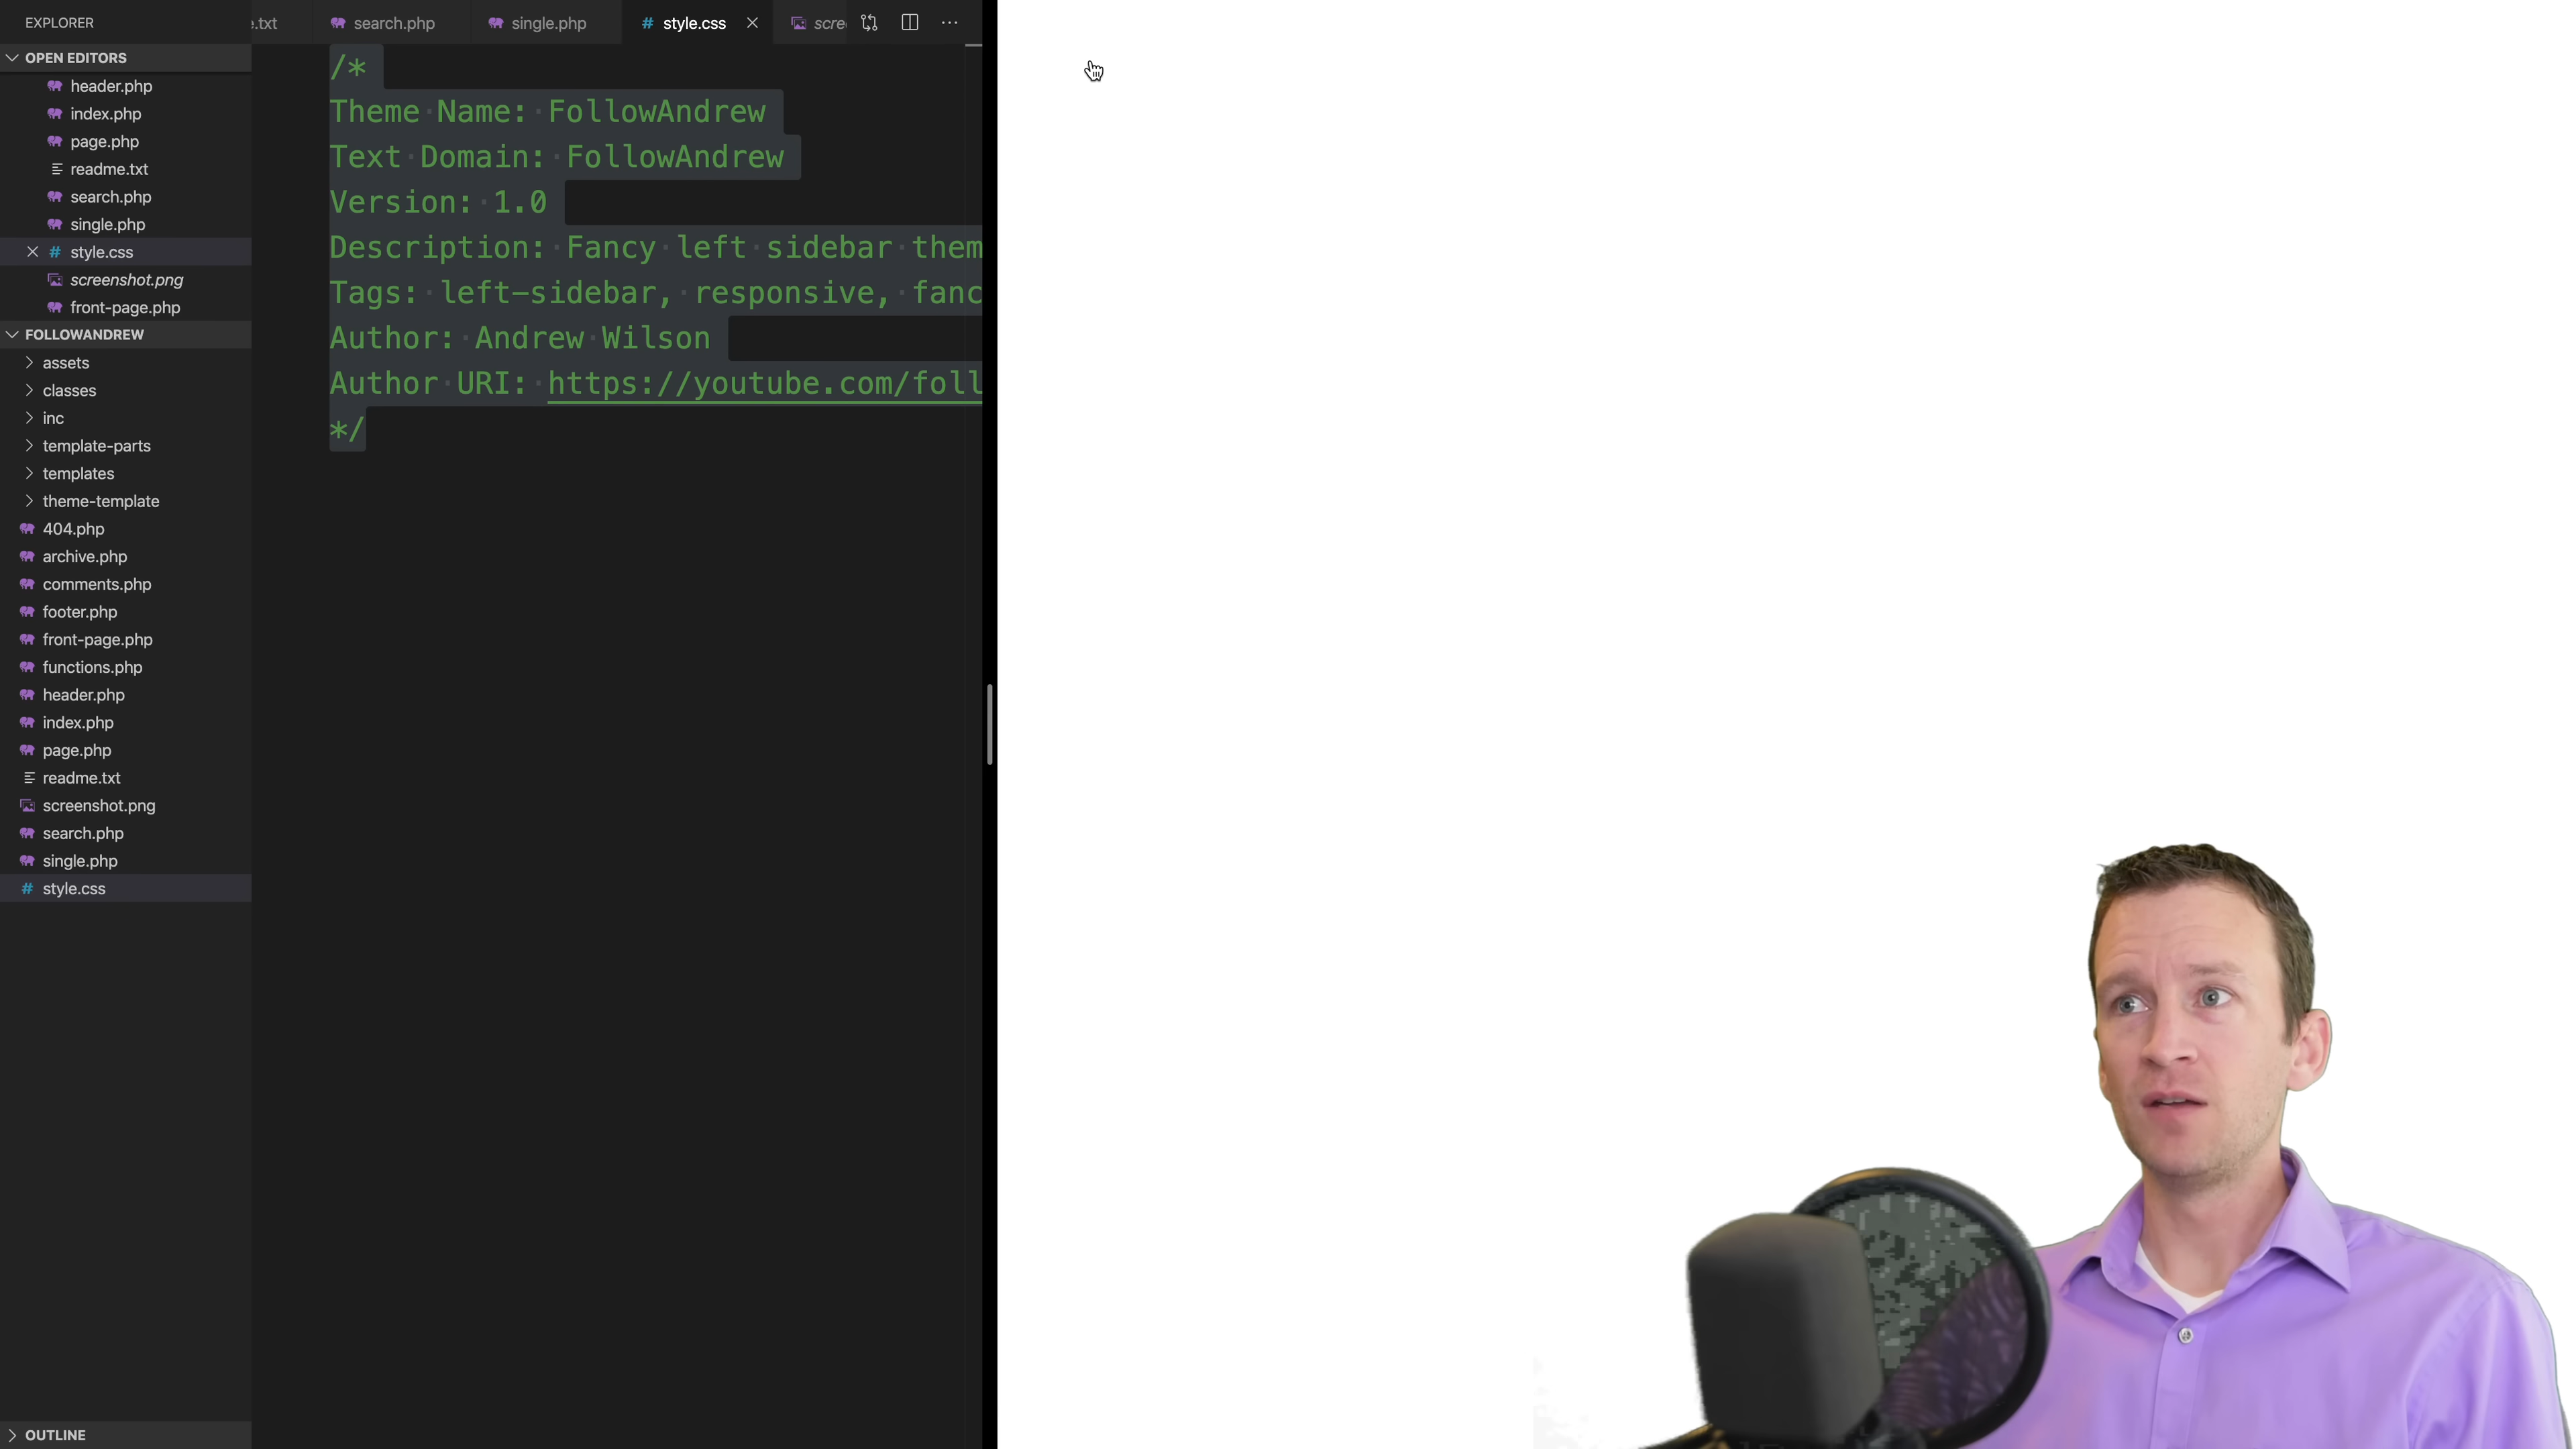 EXPLORER
OPEN EDITORS
header.php
index.php
page.php
readme.txt
search.php
single.php
style.css
screenshot.png
front-page.php
FOLLOWANDREW
assets
classes
inc
template-parts
templates
theme-template
404.php
archive.php
comments.php
footer.php
front-page.php
functions.php
header.php
index.php
page.php
readme.txt
screenshot.png
search.php
single.php
style.css
OUTLINE
e.txt search.php single.php # style.css scree
/*
Theme Name: FollowAndrew
Text Domain: FollowAndrew
Version: 1.0
Description: Fancy left sidebar them
Tags: left-sidebar, responsive, fanc
Author: Andrew Wilson
Author URI: https://youtube.com/foll
*/